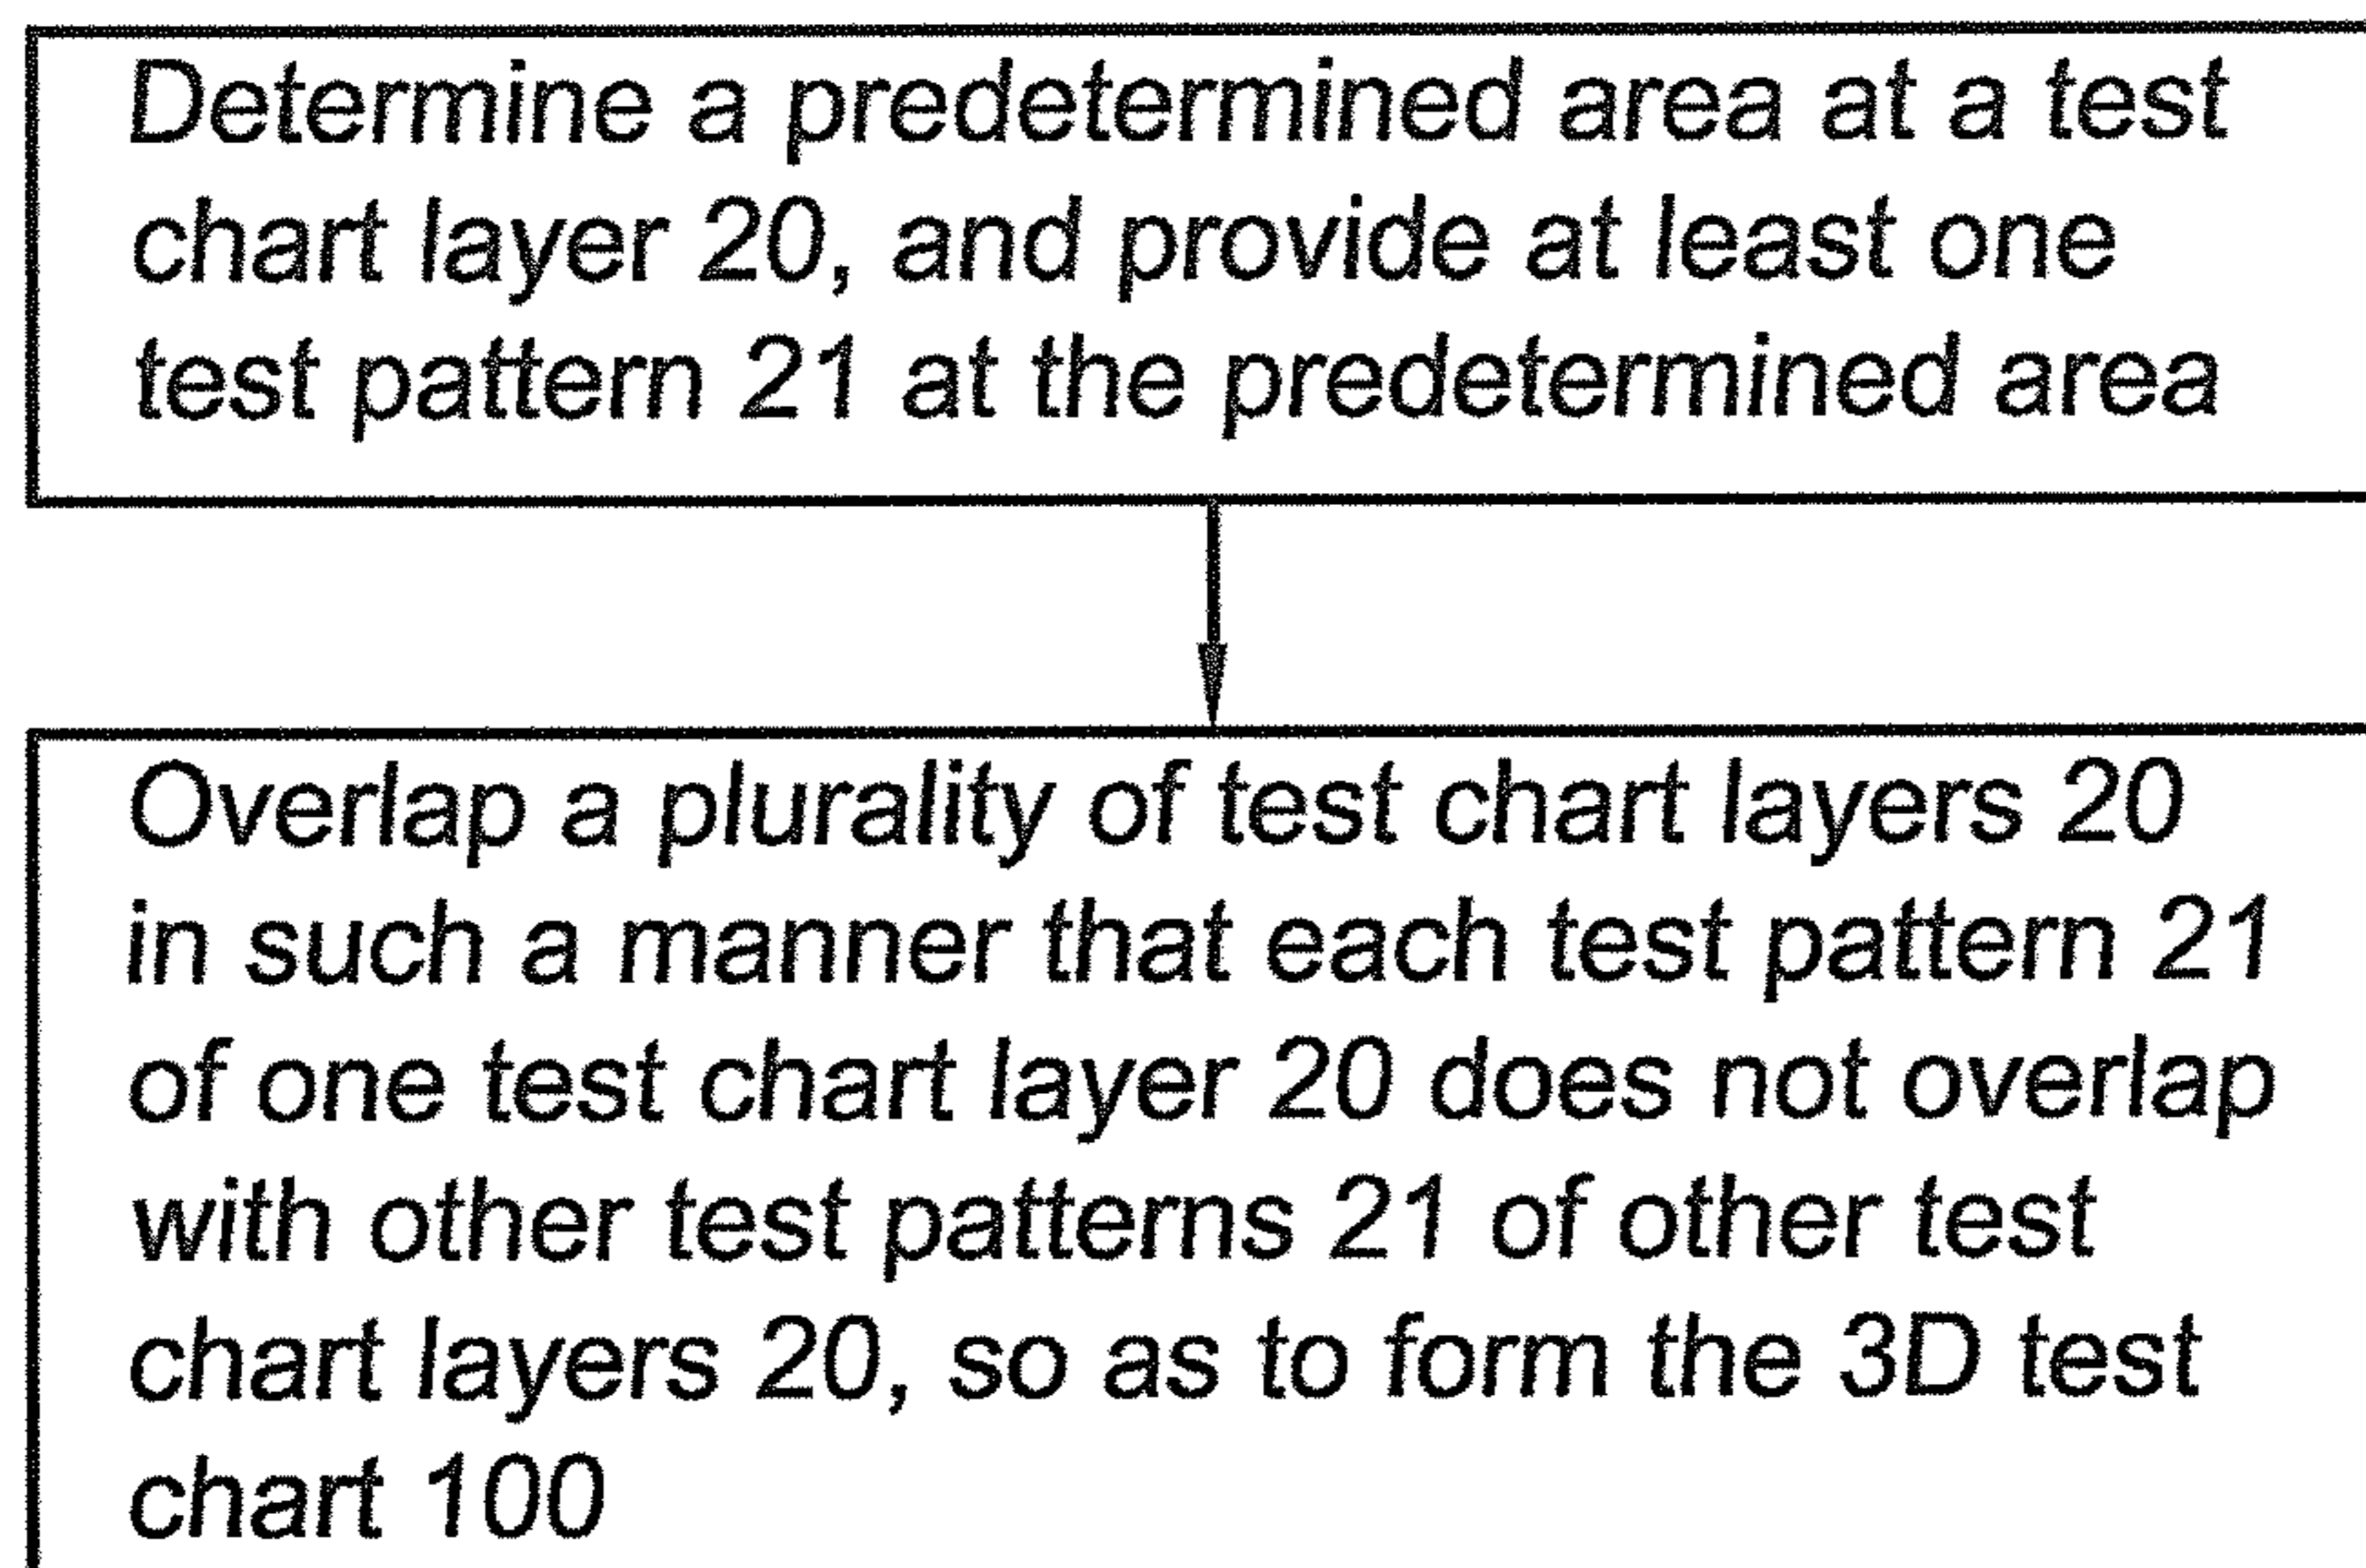 Determine a predetermined area at a test
chart layer 20, and provide at least one
test pattern 21 at the predetermined area
Overlap a plurality of test chart layers 20
in such a manner that each test pattern 21
of one test chart layer 20 does not overlap
with other test patterns 21 of other test
chart layers 20, so as to form the 3D test
chart 100